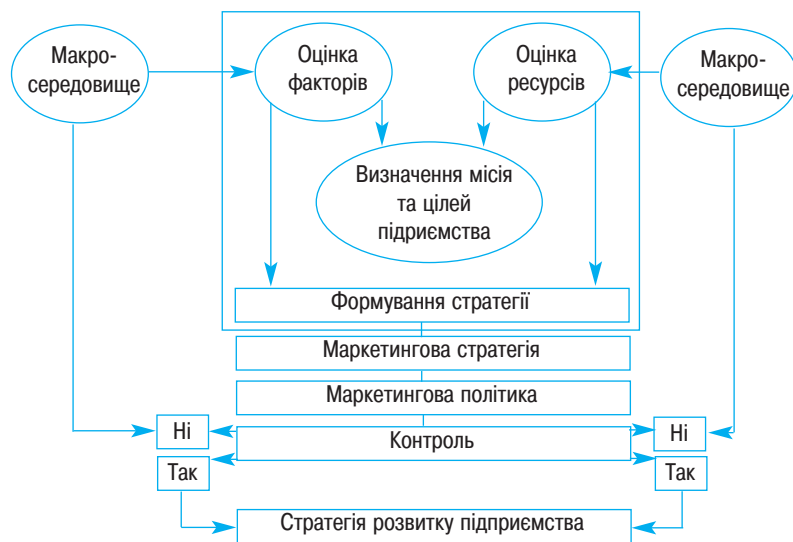 Макро-
середовище
Оцінка
факторів
Оцінка
ресурсів
Макро-
середовище
Визначення місія
та цілей
підриємства
Формування стратегії
Маркетингова стратегія
Маркетингова політика
Ні
Контроль
Ні
Так
Так
Стратегія розвитку підприємства